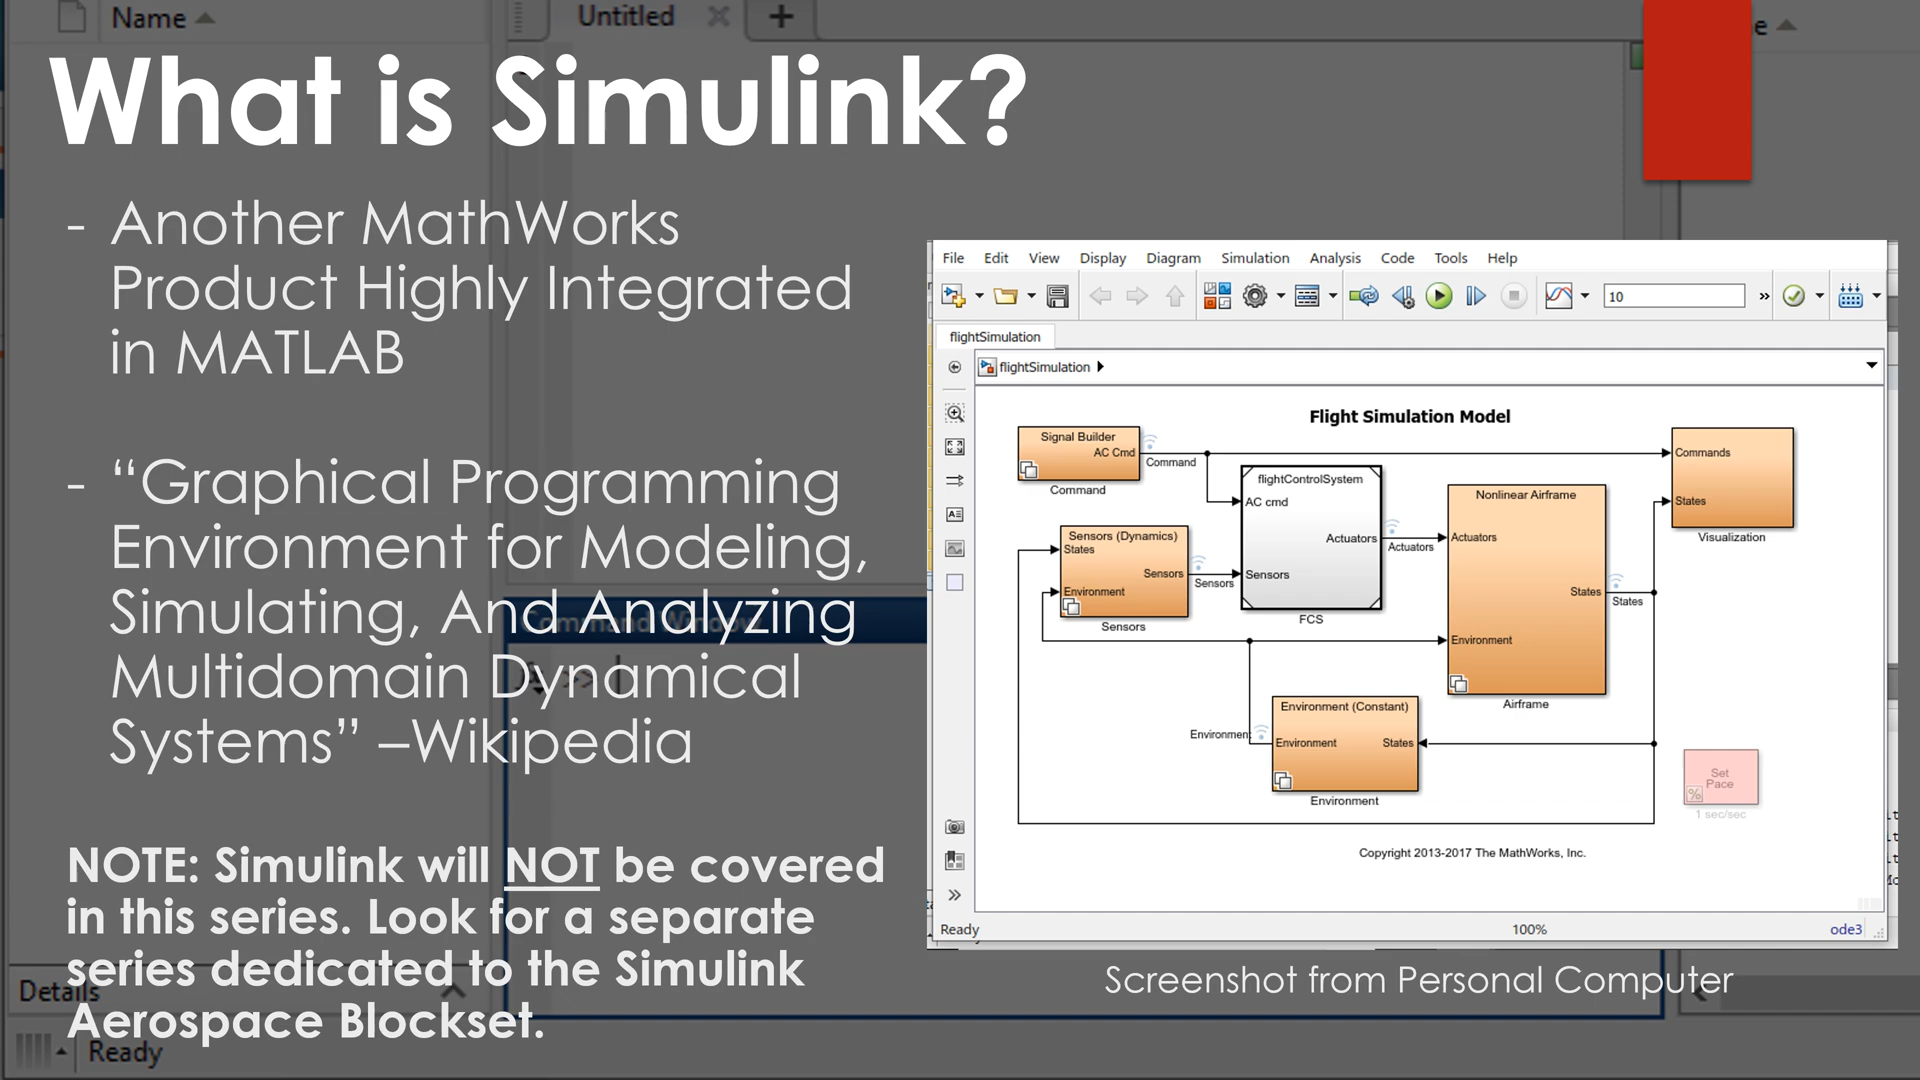 Name
Untitled
What is Simulink?
- Another MathWorks
Product Highly Integrated
in MATLAB
- “Graphical Programming
Environment for Modeling,
Simulating, And Analyzing
Multidomain Dynamical
Systems” –Wikipedia
NOTE: Simulink will NOT be covered
in this series. Look for a separate
series dedicated to the Simulink
Aerospace Blockset.
Command Window
>>
Details
Ready
File Edit View Display Diagram Simulation Analysis Code Tools Help
10
flightSimulation
flightSimulation
Flight Simulation Model
Signal Builder
AC Cmd
Command
Command
flightControlSystem
AC cmd
Actuators
Sensors
FCS
Actuators
Sensors (Dynamics)
States
Sensors
Environment
Sensors
Sensors
Nonlinear Airframe
Actuators
States
Environment
Airframe
States
Commands
States
Visualization
Environment (Constant)
Environment
Environment States
Environment
Set
Pace
1 sec/sec
Copyright 2013-2017 The MathWorks, Inc.
Ready 100% ode3
Screenshot from Personal Computer